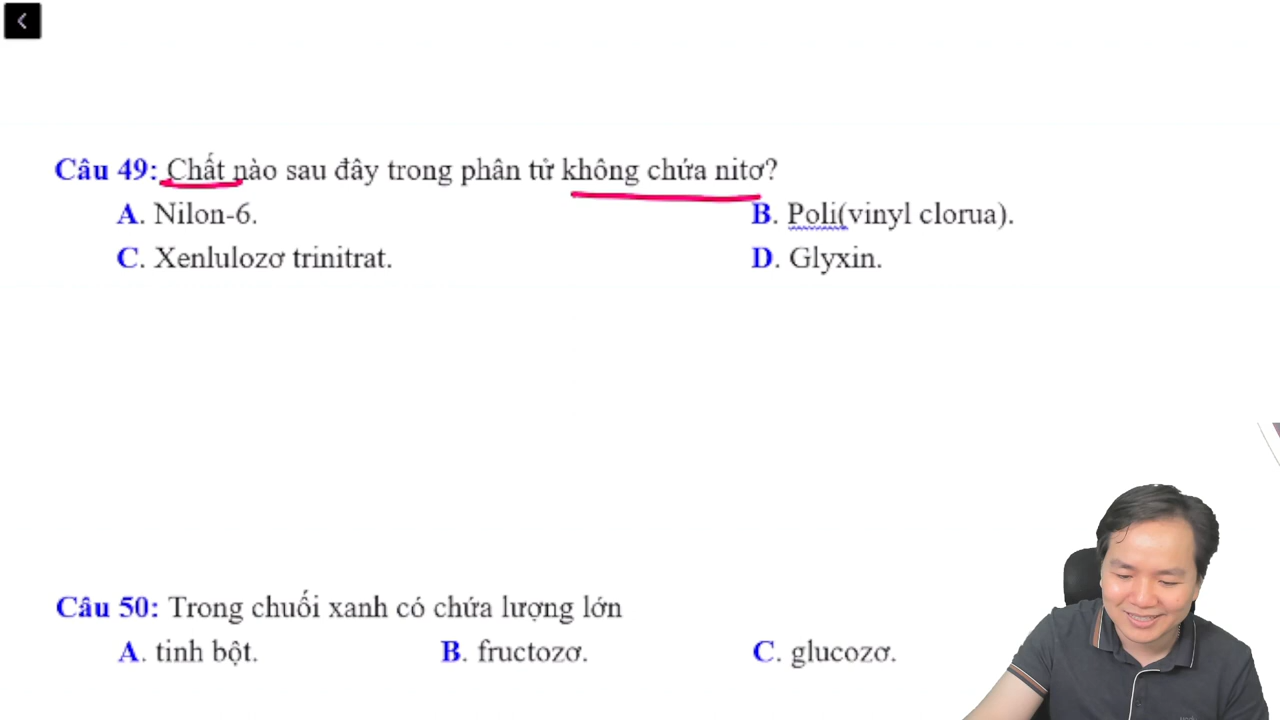 Câu 49: Chất nào sau đây trong phân tử không chứa nitơ?
A. Nilon-6. B. Poli(vinyl clorua).
C. Xenlulozơ trinitrat. D. Glyxin.
Câu 50: Trong chuối xanh có chứa lượng lớn
A. tinh bột. B. fructozơ. C. glucozơ.